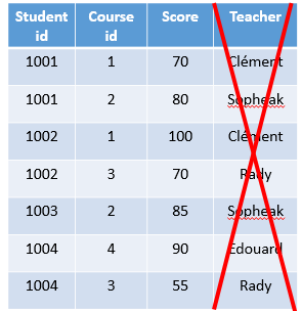 Student id Course id Score Teacher
1001 1 70 Clément
1001 2 80 Sopheak
1002 1 100 Clément
1002 3 70 Rady
1003 2 85 Sopheak
1004 4 90 Edouard
1004 3 55 Rady